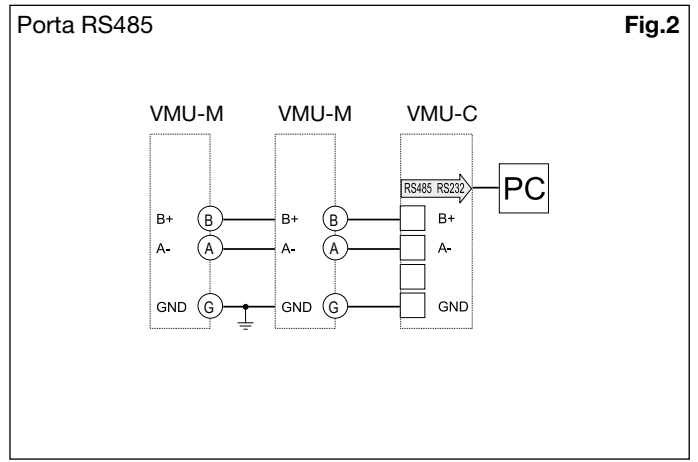 Porta RS485 Fig.2
VMU-M VMU-M VMU-C
RS485 RS232 PC
B+ B B+ B B+
A- A A- A A-
GND G GND G GND